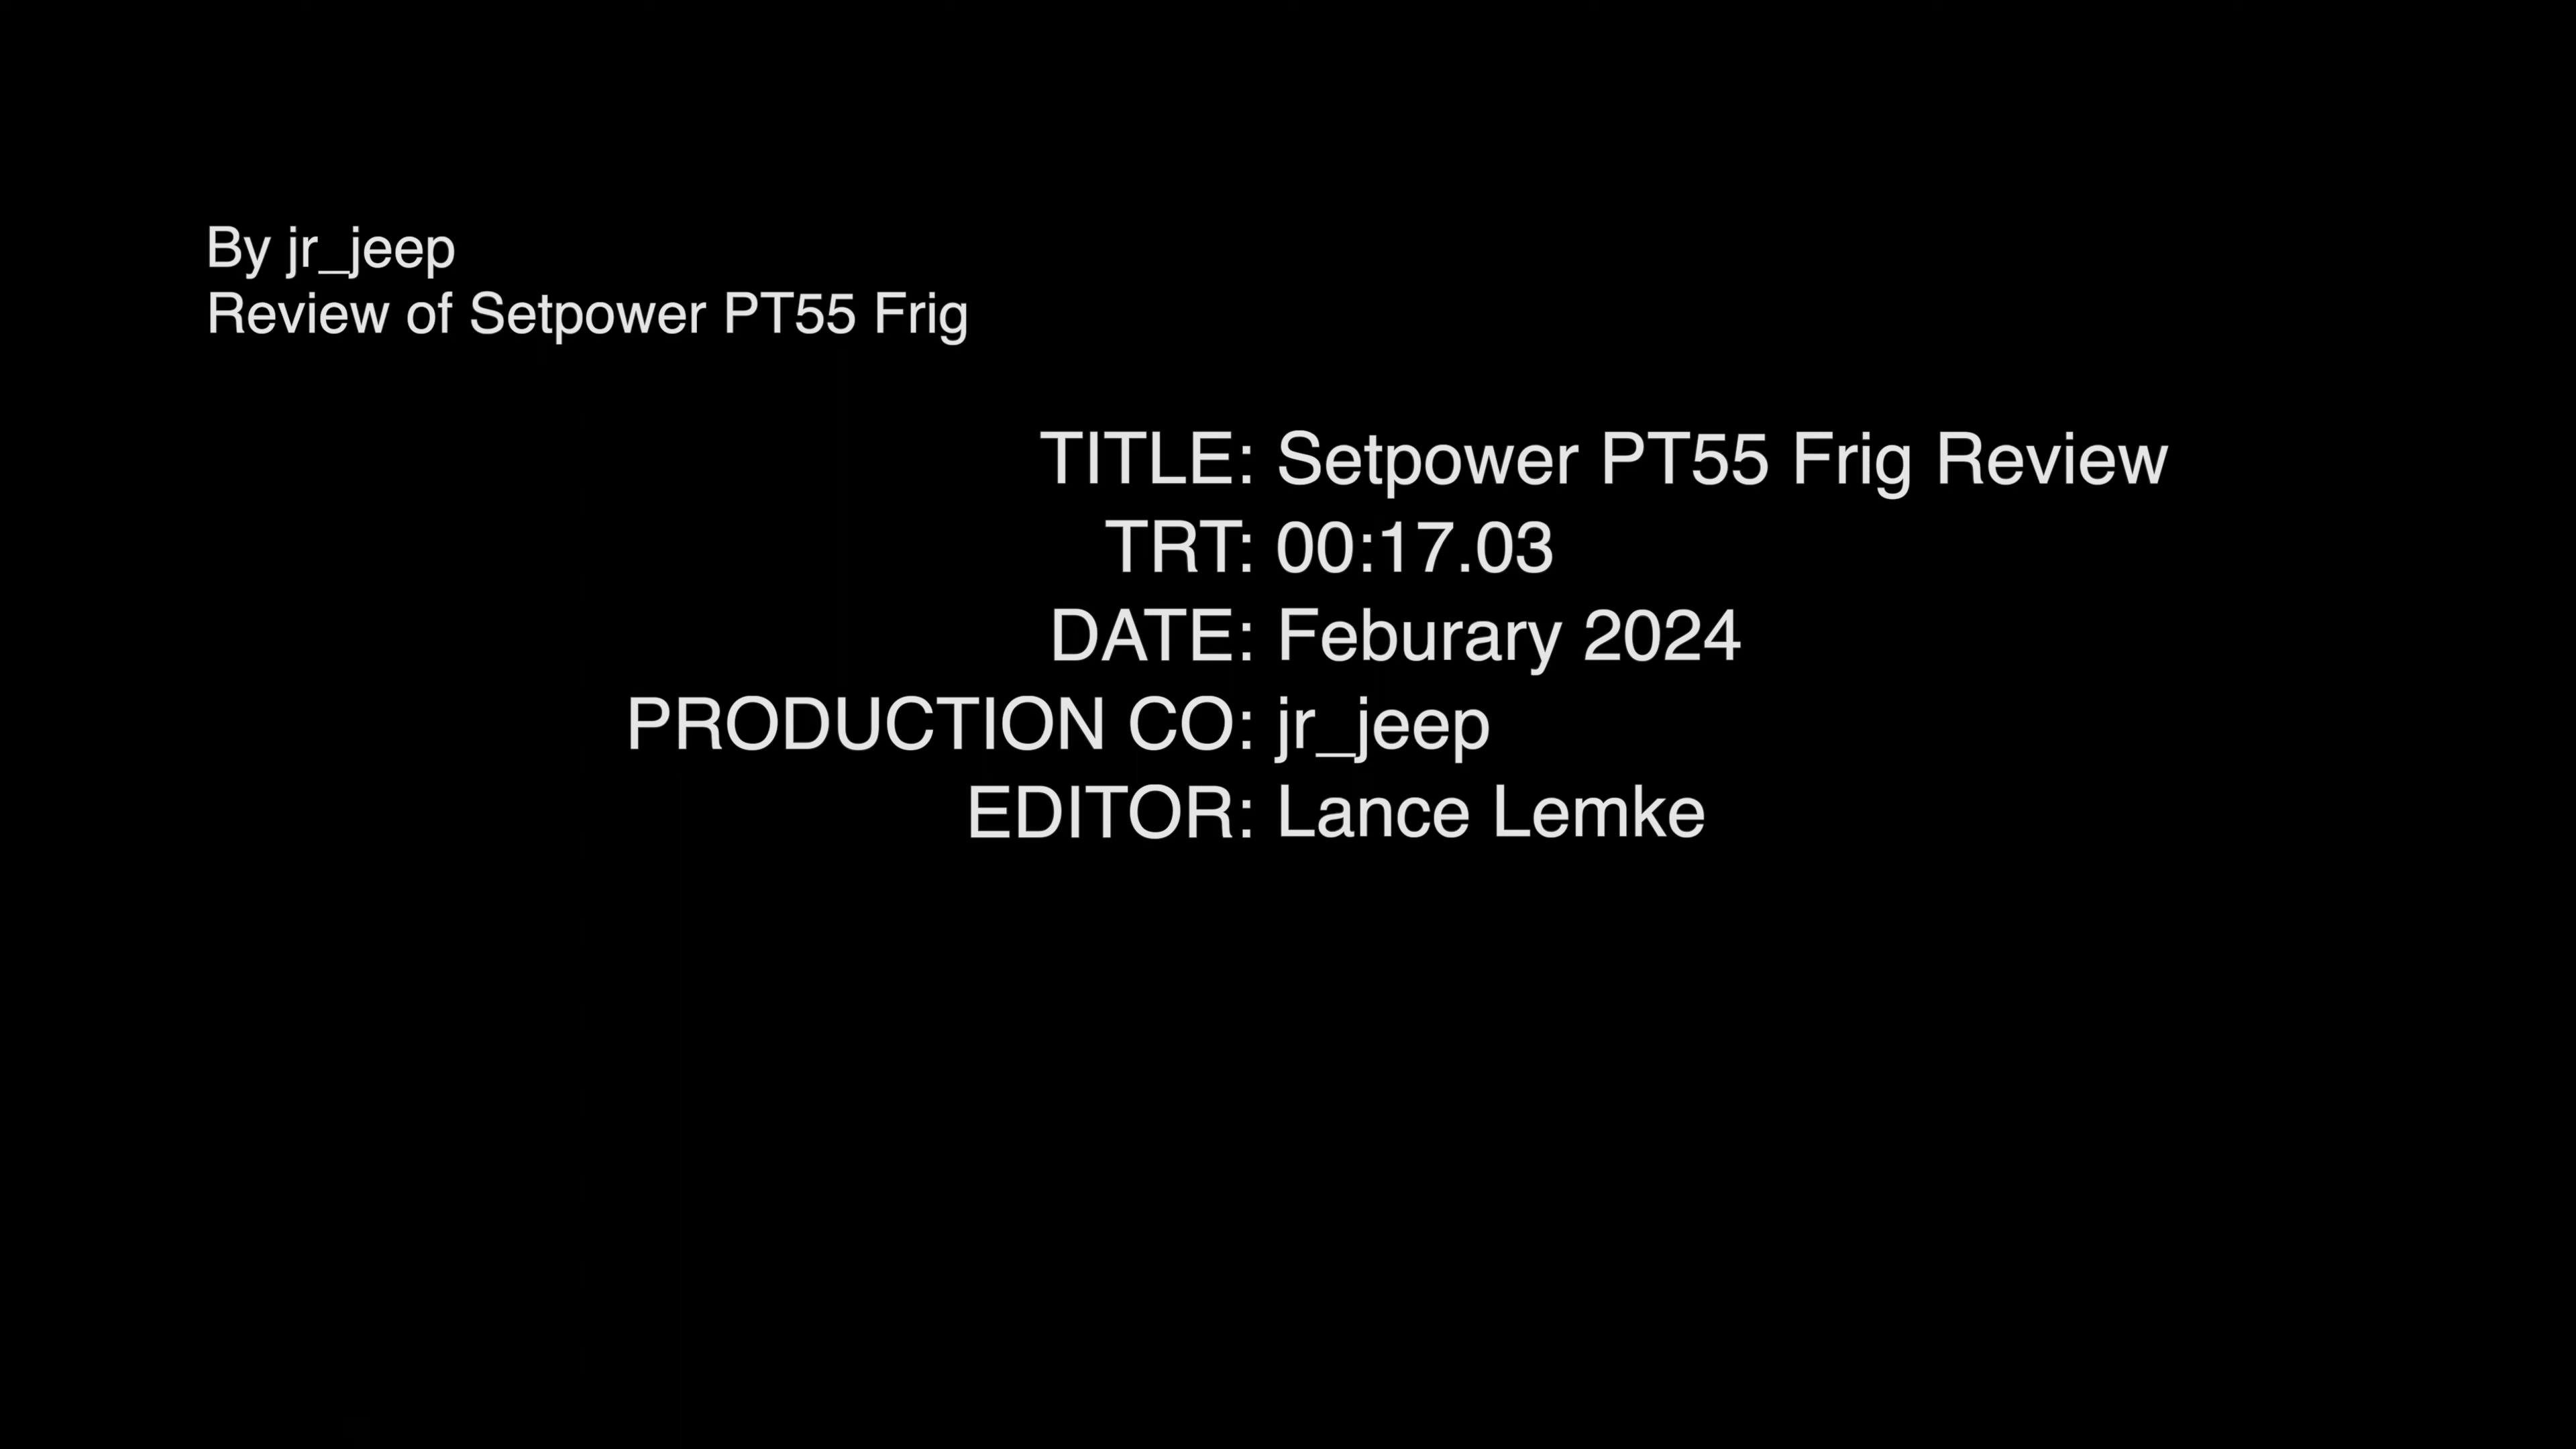 By jr_jeep
Review of Setpower PT55 Frig
TITLE: Setpower PT55 Frig Review
TRT: 00:17.03
DATE: Feburary 2024
PRODUCTION CO: jr_jeep
EDITOR: Lance Lemke